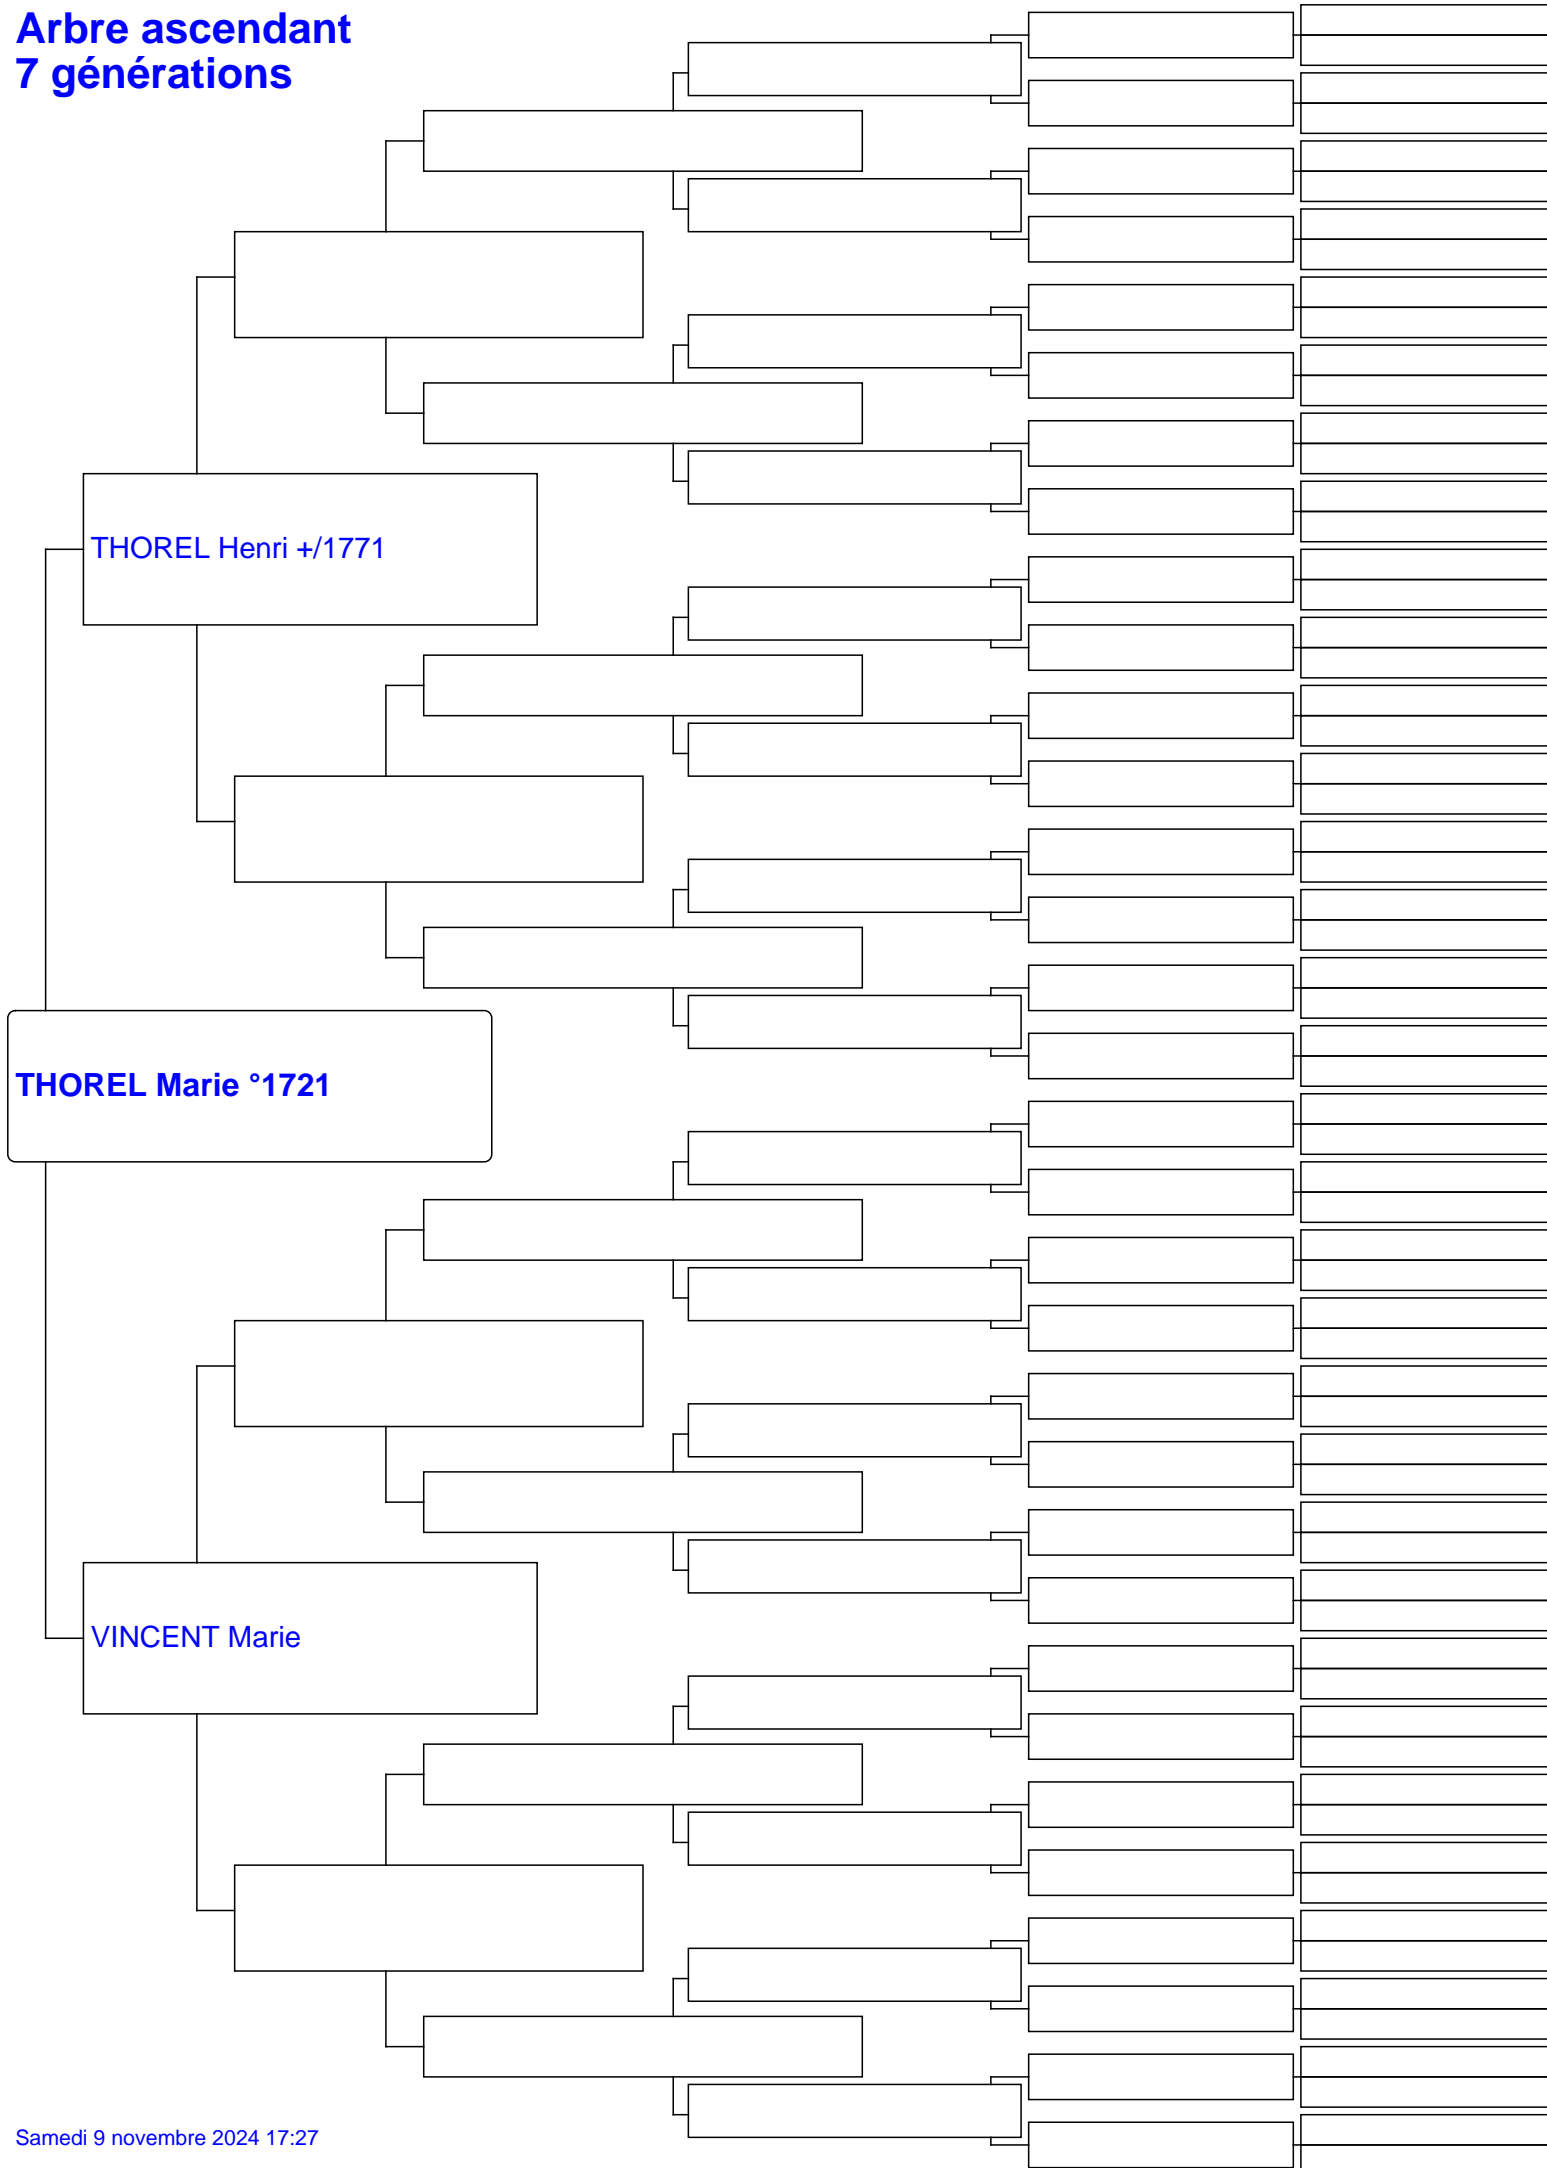 Arbre ascendant
7 générations
THOREL Henri +/1771
THOREL Marie °1721
VINCENT Marie
Samedi 9 novembre 2024 17:27